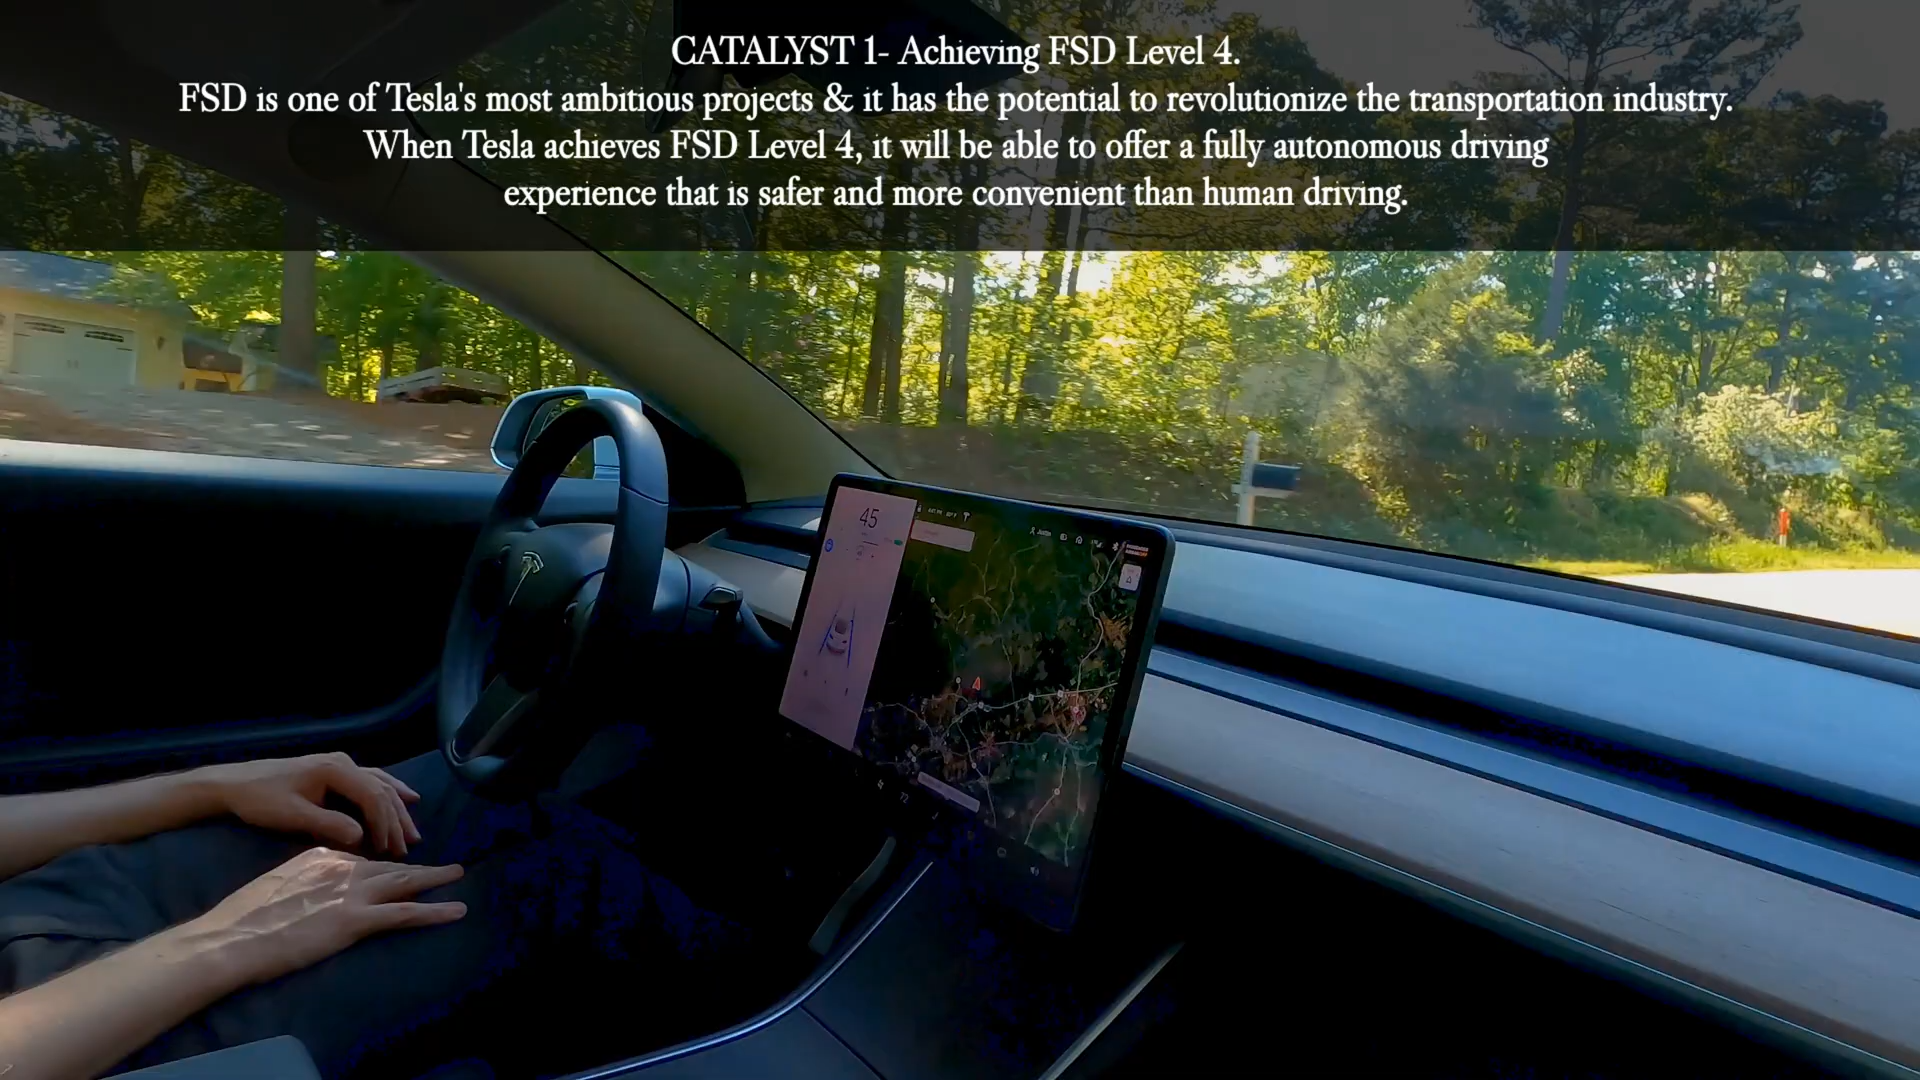 CATALYST 1- Achieving FSD Level 4.
FSD is one of Tesla's most ambitious projects & it has the potential to revolutionize the transportation industry.
When Tesla achieves FSD Level 4, it will be able to offer a fully autonomous driving
experience that is safer and more convenient than human driving.
45
72